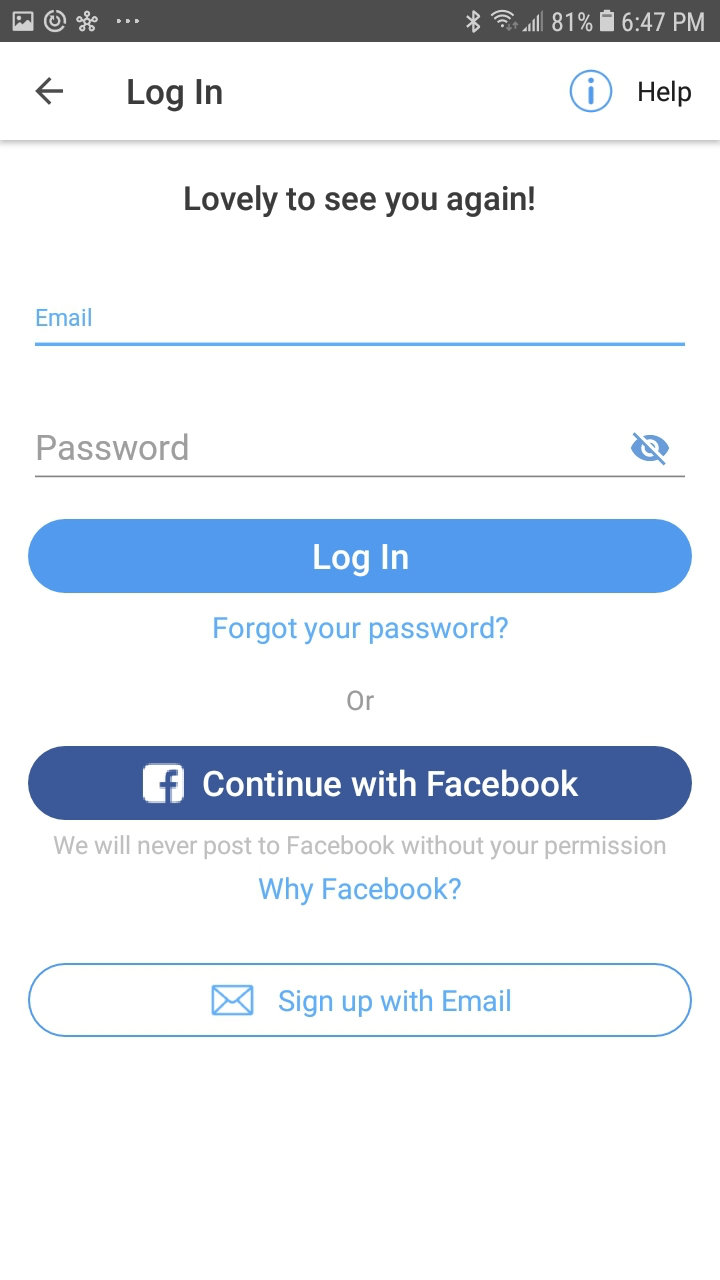 81% 6:47 PM
Log In
Help
Lovely to see you again!
Email
Password
Log In
Forgot your password?
Or
Continue with Facebook
We will never post to Facebook without your permission
Why Facebook?
Sign up with Email